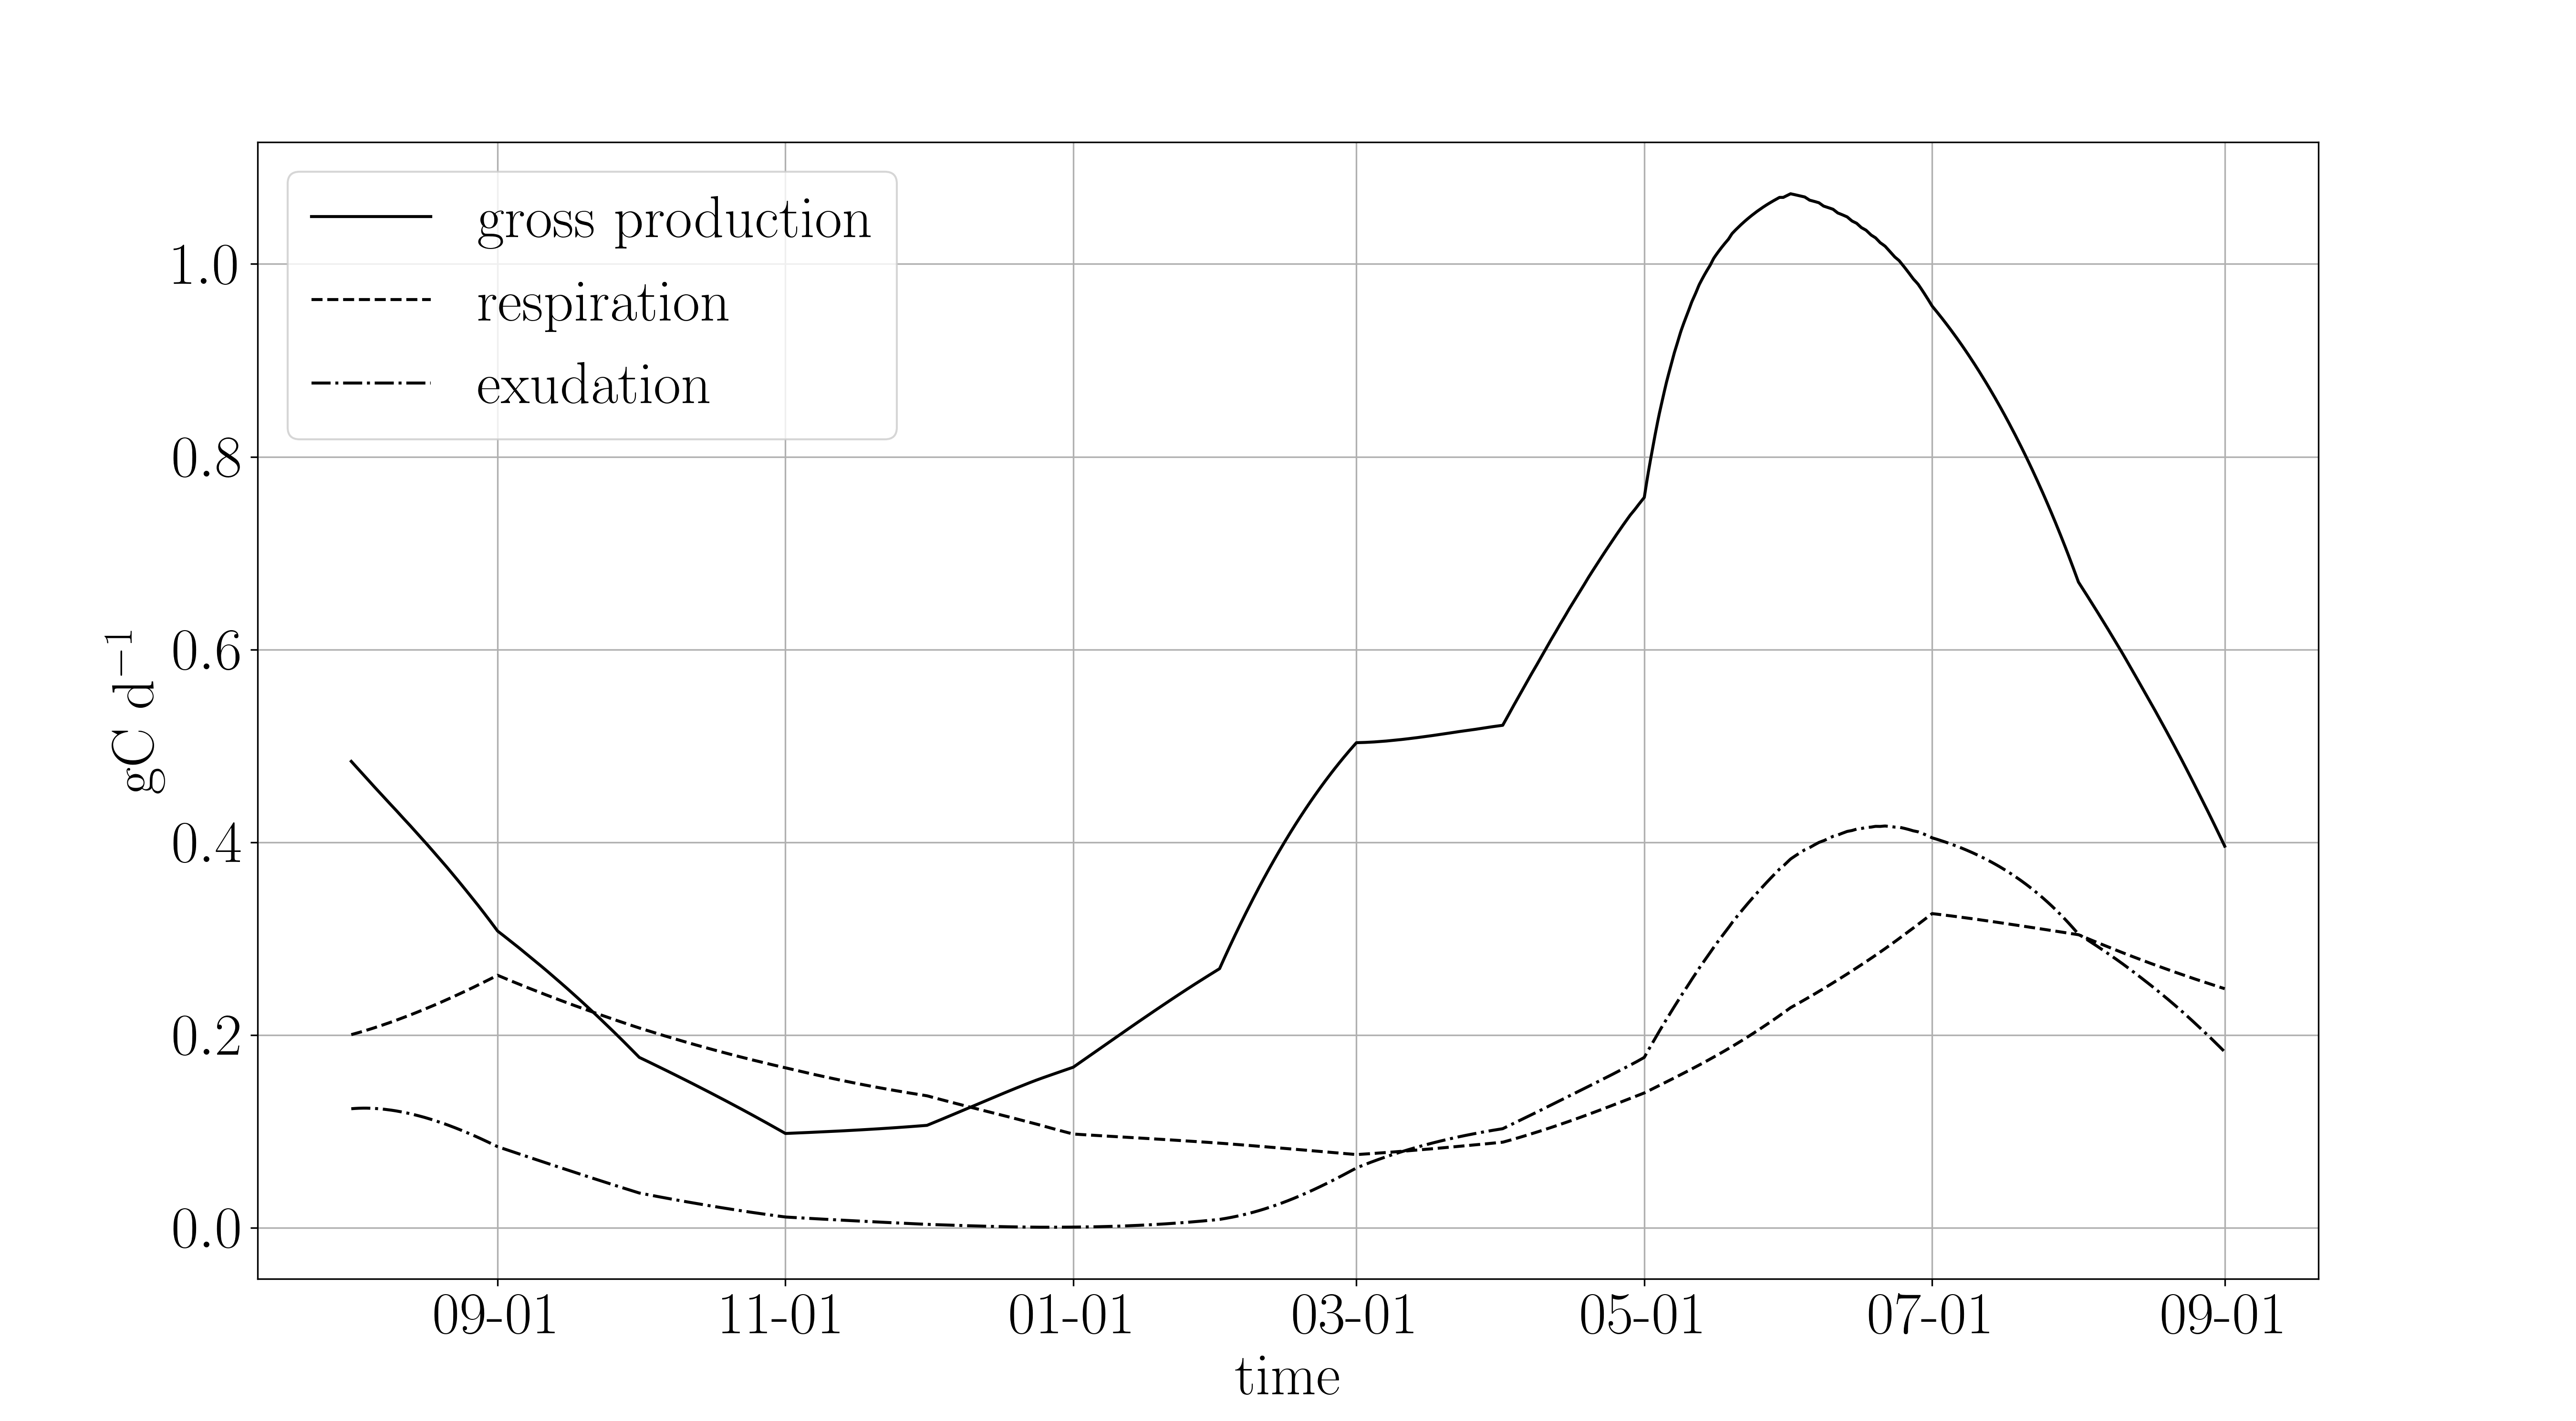 gross production
respiration
exudation
1.0
0.8
0.6
0.4
0.2
0.0
gC d⁻¹
09-01 11-01 01-01 03-01 05-01 07-01 09-01
time